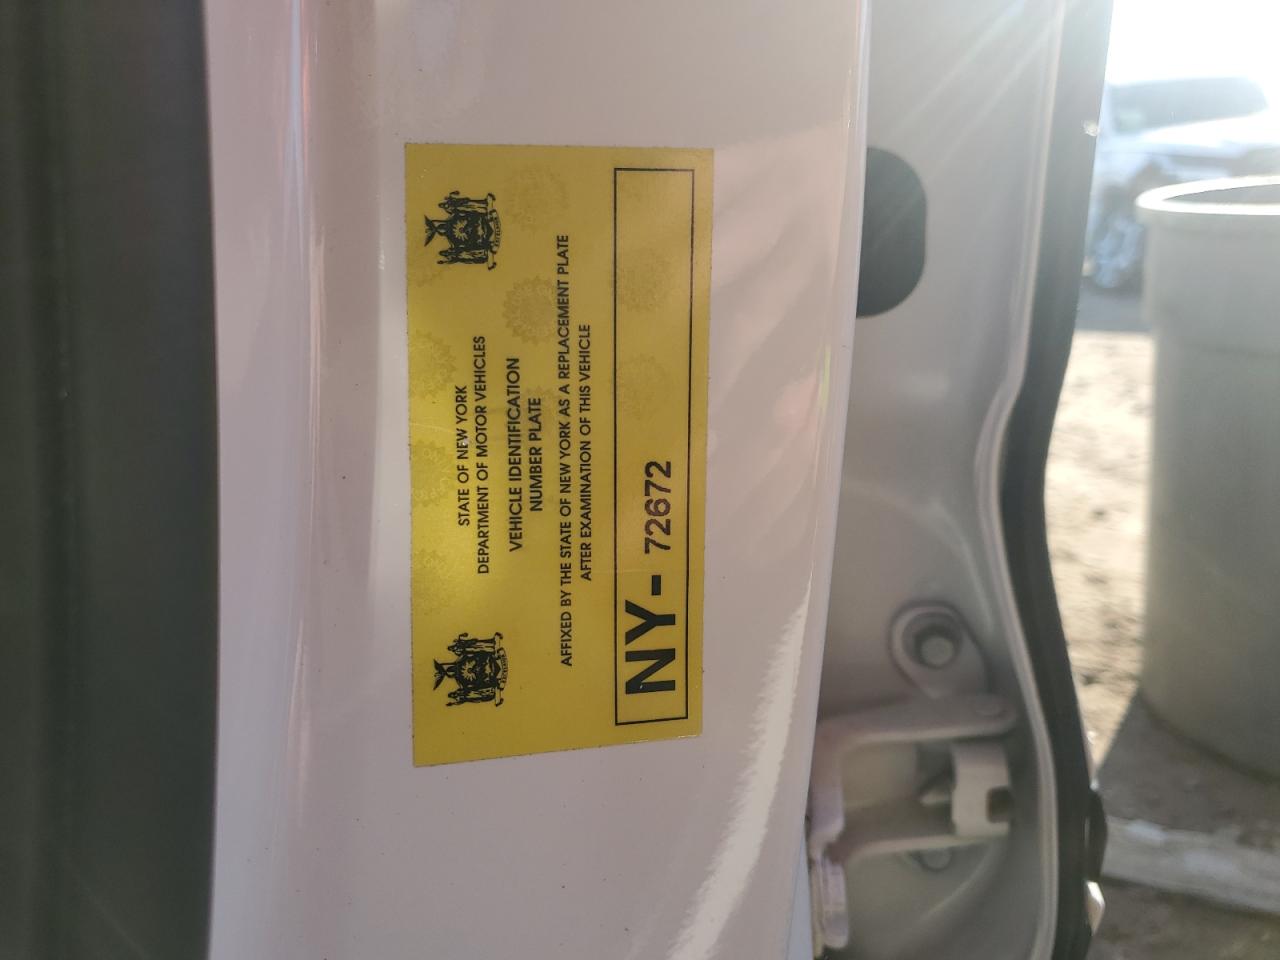 STATE OF NEW YORK
DEPARTMENT OF MOTOR VEHICLES
VEHICLE IDENTIFICATION
NUMBER PLATE
AFFIXED BY THE STATE OF NEW YORK AS A REPLACEMENT PLATE
AFTER EXAMINATION OF THIS VEHICLE
NY- 72672